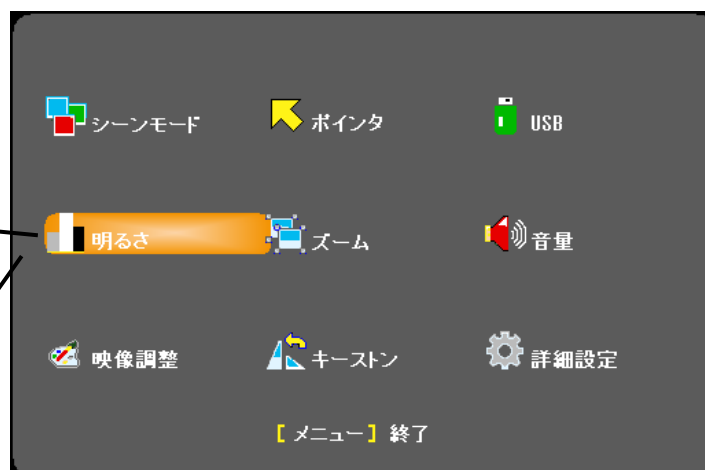 シーンモード ポインタ USB
明るさ ズーム 音量
映像調整 キーストン 詳細設定
[ メニュー ] 終了